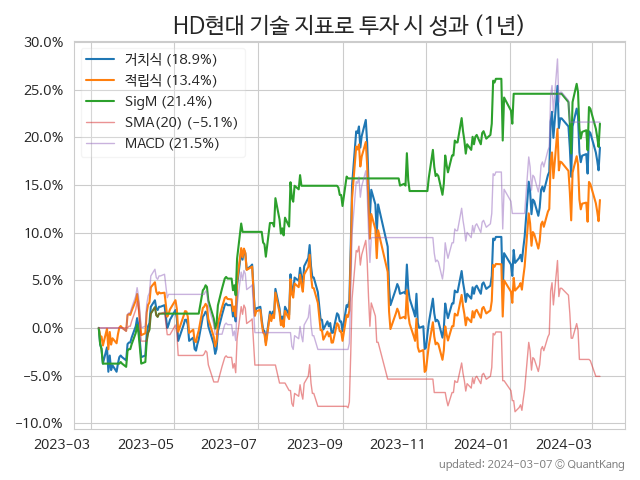 HD현대 기술 지표로 투자 시 성과 (1년)
30.0%
25.0%
20.0%
15.0%
10.0%
5.0%
0.0%
−5.0%
−10.0%
거치식 (18.9%)
적립식 (13.4%)
SigM (21.4%)
SMA(20) (−5.1%)
MACD (21.5%)
2023-03 2023-05 2023-07 2023-09 2023-11 2024-01 2024-03
updated: 2024-03-07 © QuantKang